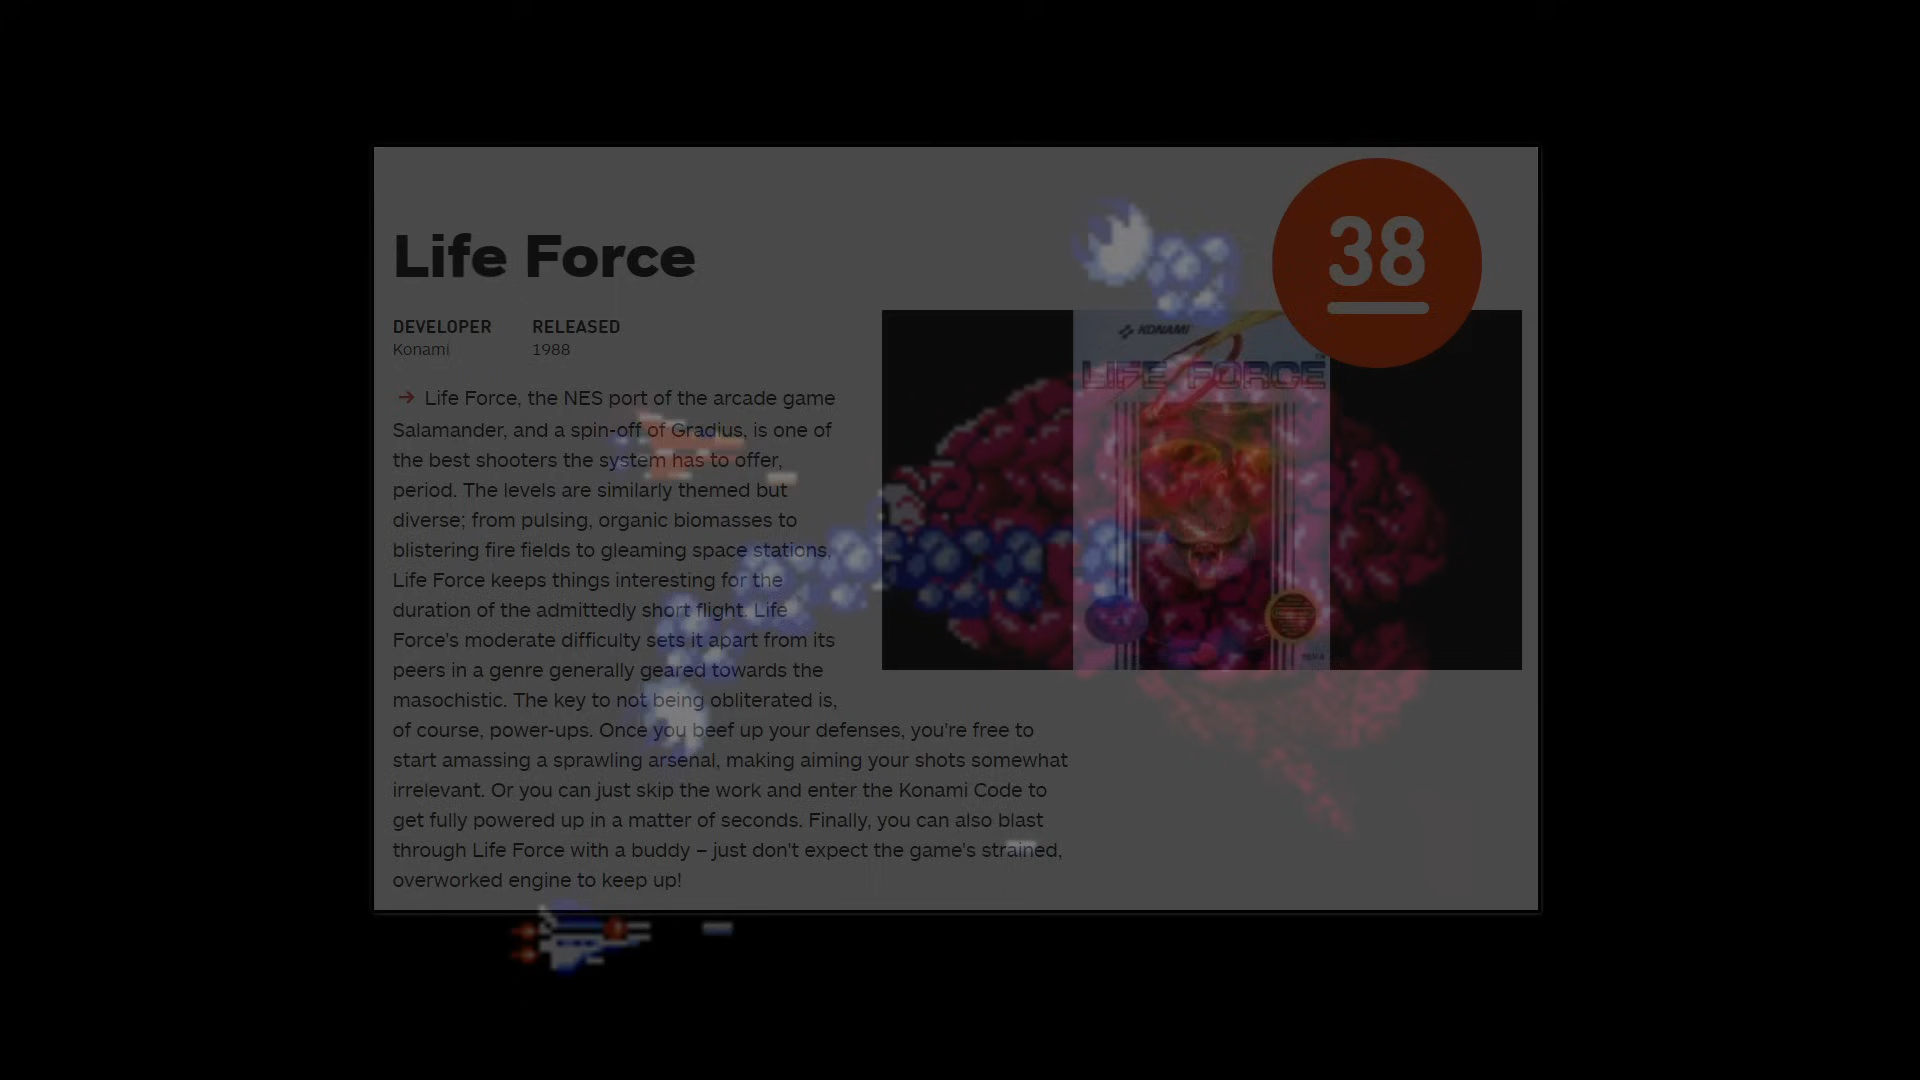 38
Life Force
DEVELOPER RELEASED
Konami 1988
KONAMI
LIFE FORCE
→ Life Force, the NES port of the arcade game
Salamander, and a spin-off of Gradius, is one of
the best shooters the system has to offer,
period. The levels are similarly themed but
diverse; from pulsing, organic biomasses to
blistering fire fields to gleaming space stations,
Life Force keeps things interesting for the
duration of the admittedly short flight. Life
Force's moderate difficulty sets it apart from its
peers in a genre generally geared towards the
masochistic. The key to not being obliterated is,
of course, power-ups. Once you beef up your defenses, you're free to
start amassing a sprawling arsenal, making aiming your shots somewhat
irrelevant. Or you can just skip the work and enter the Konami Code to
get fully powered up in a matter of seconds. Finally, you can also blast
through Life Force with a buddy – just don't expect the game's strained,
overworked engine to keep up!